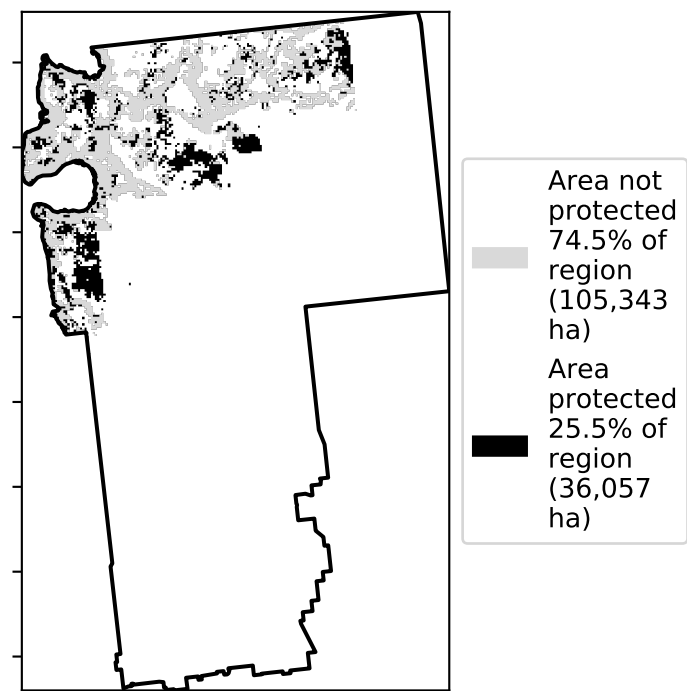 Area not
protected
74.5% of
region
(105,343
ha)
Area
protected
25.5% of
region
(36,057
ha)